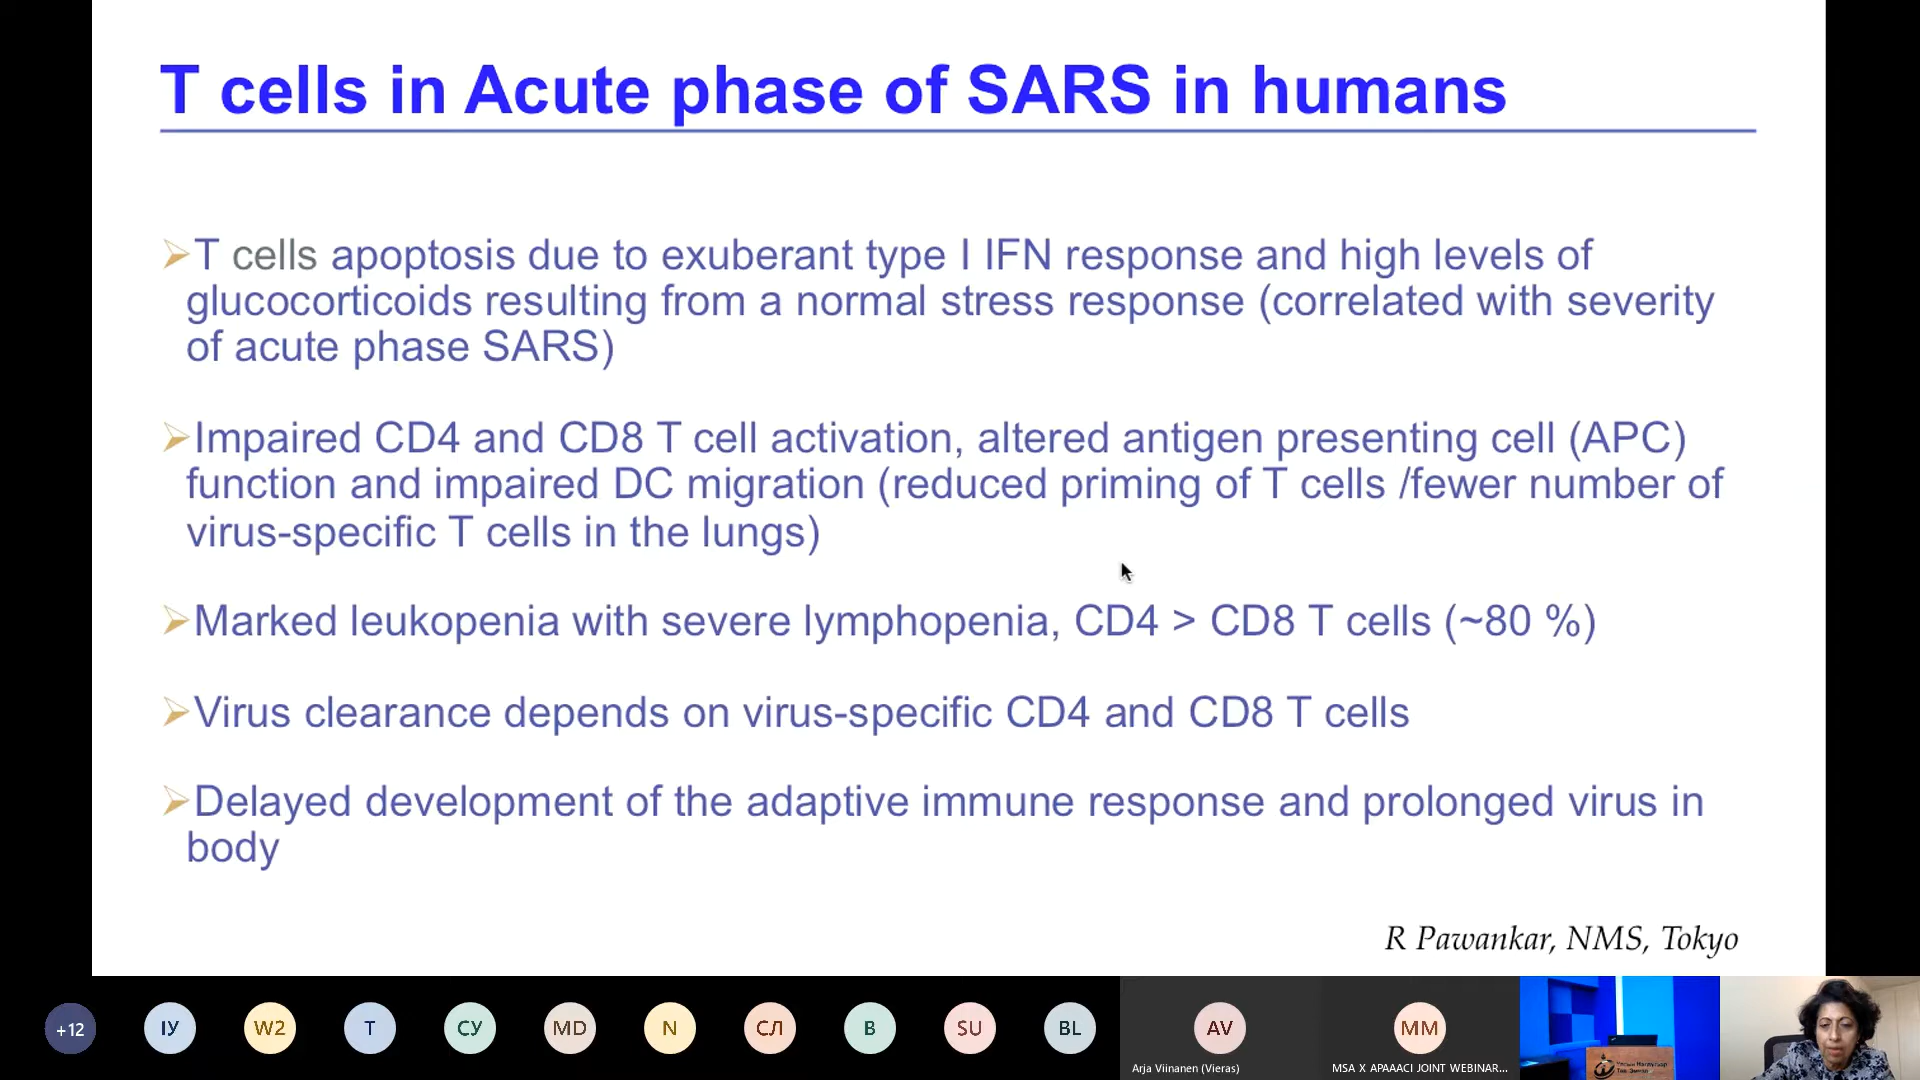 T cells in Acute phase of SARS in humans
T cells apoptosis due to exuberant type I IFN response and high levels of
glucocorticoids resulting from a normal stress response (correlated with severity
of acute phase SARS)
Impaired CD4 and CD8 T cell activation, altered antigen presenting cell (APC)
function and impaired DC migration (reduced priming of T cells /fewer number of
virus-specific T cells in the lungs)
Marked leukopenia with severe lymphopenia, CD4 > CD8 T cells (~80 %)
Virus clearance depends on virus-specific CD4 and CD8 T cells
Delayed development of the adaptive immune response and prolonged virus in
body
R Pawankar, NMS, Tokyo
+12
IУ
W2
T
СУ
MD
N
СЛ
B
SU
BL
AV
MM
Arja Viinanen (Vieras)
MSA X APAAACI JOINT WEBINAR...